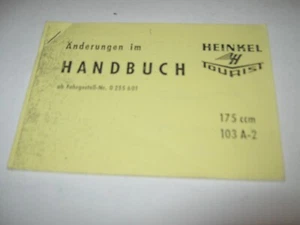 Änderungen im
HANDBUCH
ab Fahrgestell-Nr.
HEINKEL
TOURIST
175 ccm
103 A-2